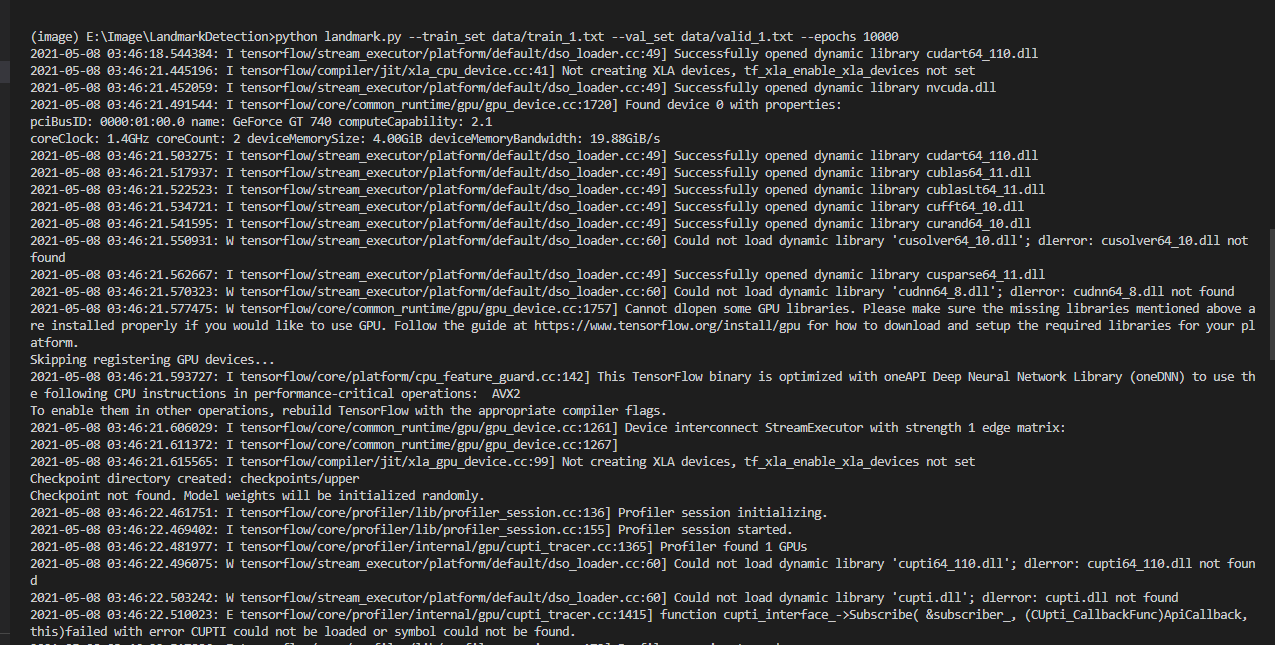 (image) E:\Image\LandmarkDetection>python landmark.py --train_set data/train_1.txt --val_set data/valid_1.txt --epochs 10000
2021-05-08 03:46:18.544384: I tensorflow/stream_executor/platform/default/dso_loader.cc:49] Successfully opened dynamic library cudart64_110.dll
2021-05-08 03:46:21.445196: I tensorflow/compiler/jit/xla_cpu_device.cc:41] Not creating XLA devices, tf_xla_enable_xla_devices not set
2021-05-08 03:46:21.452059: I tensorflow/stream_executor/platform/default/dso_loader.cc:49] Successfully opened dynamic library nvcuda.dll
2021-05-08 03:46:21.491544: I tensorflow/core/common_runtime/gpu/gpu_device.cc:1720] Found device 0 with properties:
pciBusID: 0000:01:00.0 name: GeForce GT 740 computeCapability: 2.1
coreClock: 1.4GHz coreCount: 2 deviceMemorySize: 4.00GiB deviceMemoryBandwidth: 19.88GiB/s
2021-05-08 03:46:21.503275: I tensorflow/stream_executor/platform/default/dso_loader.cc:49] Successfully opened dynamic library cudart64_110.dll
2021-05-08 03:46:21.517937: I tensorflow/stream_executor/platform/default/dso_loader.cc:49] Successfully opened dynamic library cublas64_11.dll
2021-05-08 03:46:21.522523: I tensorflow/stream_executor/platform/default/dso_loader.cc:49] Successfully opened dynamic library cublasLt64_11.dll
2021-05-08 03:46:21.534721: I tensorflow/stream_executor/platform/default/dso_loader.cc:49] Successfully opened dynamic library cufft64_10.dll
2021-05-08 03:46:21.541595: I tensorflow/stream_executor/platform/default/dso_loader.cc:49] Successfully opened dynamic library curand64_10.dll
2021-05-08 03:46:21.550931: W tensorflow/stream_executor/platform/default/dso_loader.cc:60] Could not load dynamic library 'cusolver64_10.dll'; dlerror: cusolver64_10.dll not
found
2021-05-08 03:46:21.562667: I tensorflow/stream_executor/platform/default/dso_loader.cc:49] Successfully opened dynamic library cusparse64_11.dll
2021-05-08 03:46:21.570323: W tensorflow/stream_executor/platform/default/dso_loader.cc:60] Could not load dynamic library 'cudnn64_8.dll'; dlerror: cudnn64_8.dll not found
2021-05-08 03:46:21.577475: W tensorflow/core/common_runtime/gpu/gpu_device.cc:1757] Cannot dlopen some GPU libraries. Please make sure the missing libraries mentioned above a
re installed properly if you would like to use GPU. Follow the guide at https://www.tensorflow.org/install/gpu for how to download and setup the required libraries for your pl
atform.
Skipping registering GPU devices...
2021-05-08 03:46:21.593727: I tensorflow/core/platform/cpu_feature_guard.cc:142] This TensorFlow binary is optimized with oneAPI Deep Neural Network Library (oneDNN) to use th
e following CPU instructions in performance-critical operations:  AVX2
To enable them in other operations, rebuild TensorFlow with the appropriate compiler flags.
2021-05-08 03:46:21.606029: I tensorflow/core/common_runtime/gpu/gpu_device.cc:1261] Device interconnect StreamExecutor with strength 1 edge matrix:
2021-05-08 03:46:21.611372: I tensorflow/core/common_runtime/gpu/gpu_device.cc:1267]
2021-05-08 03:46:21.615565: I tensorflow/compiler/jit/xla_gpu_device.cc:99] Not creating XLA devices, tf_xla_enable_xla_devices not set
Checkpoint directory created: checkpoints/upper
Checkpoint not found. Model weights will be initialized randomly.
2021-05-08 03:46:22.461751: I tensorflow/core/profiler/lib/profiler_session.cc:136] Profiler session initializing.
2021-05-08 03:46:22.469402: I tensorflow/core/profiler/lib/profiler_session.cc:155] Profiler session started.
2021-05-08 03:46:22.481977: I tensorflow/core/profiler/internal/gpu/cupti_tracer.cc:1365] Profiler found 1 GPUs
2021-05-08 03:46:22.496075: W tensorflow/stream_executor/platform/default/dso_loader.cc:60] Could not load dynamic library 'cupti64_110.dll'; dlerror: cupti64_110.dll not foun
d
2021-05-08 03:46:22.503242: W tensorflow/stream_executor/platform/default/dso_loader.cc:60] Could not load dynamic library 'cupti.dll'; dlerror: cupti.dll not found
2021-05-08 03:46:22.510023: E tensorflow/core/profiler/internal/gpu/cupti_tracer.cc:1415] function cupti_interface_->Subscribe( &subscriber_, (CUpti_CallbackFunc)ApiCallback,
this)failed with error CUPTI could not be loaded or symbol could not be found.